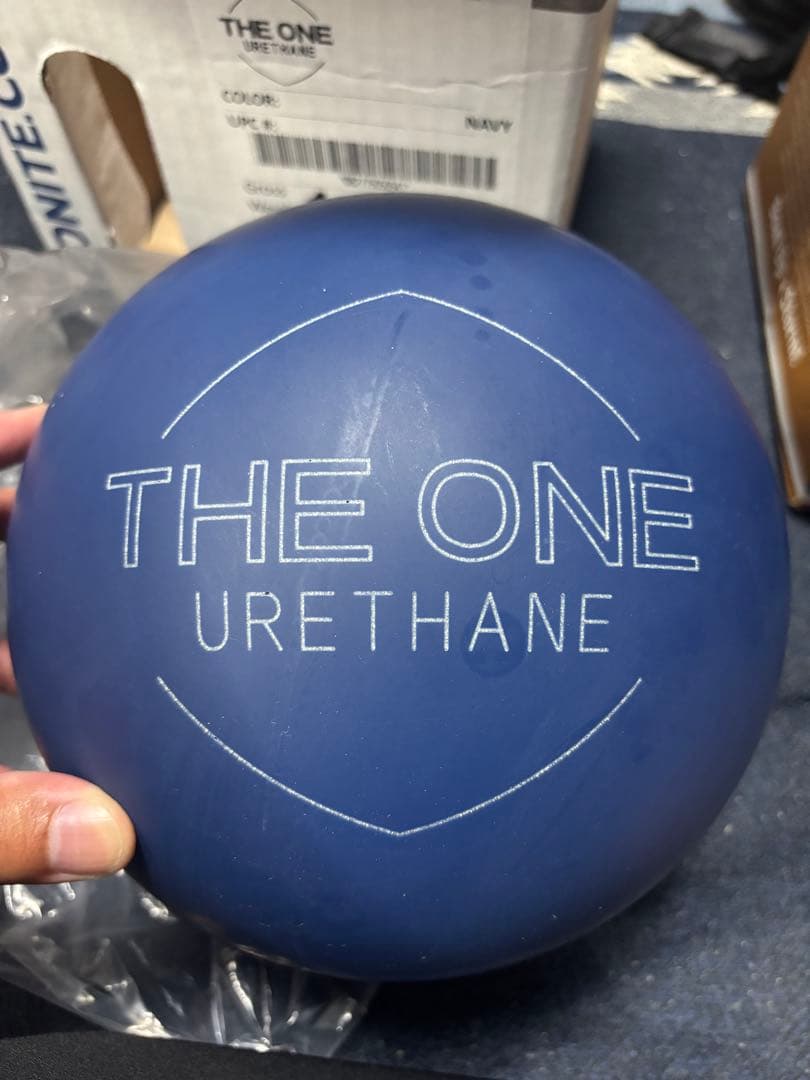 THE ONE
URETHANE
COLOR:
NAVY
UPC #:
ONITE.CO
THE ONE
URETHANE